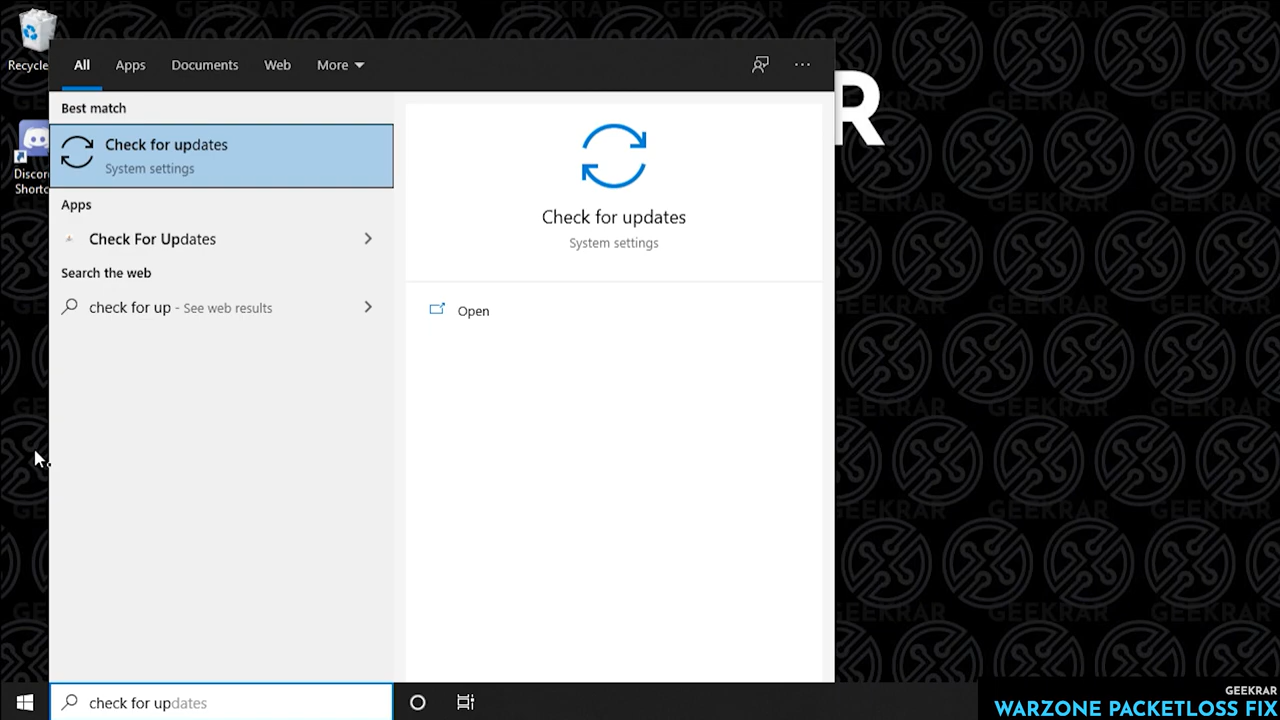 Recycle
Discord
Shortc
All
Apps
Documents
Web
More
Best match
Check for updates
System settings
Apps
Check For Updates
Search the web
check for up - See web results
Check for updates
System settings
Open
R
check for updates
GEEKRAR
WARZONE PACKETLOSS FIX
GEEKRAR